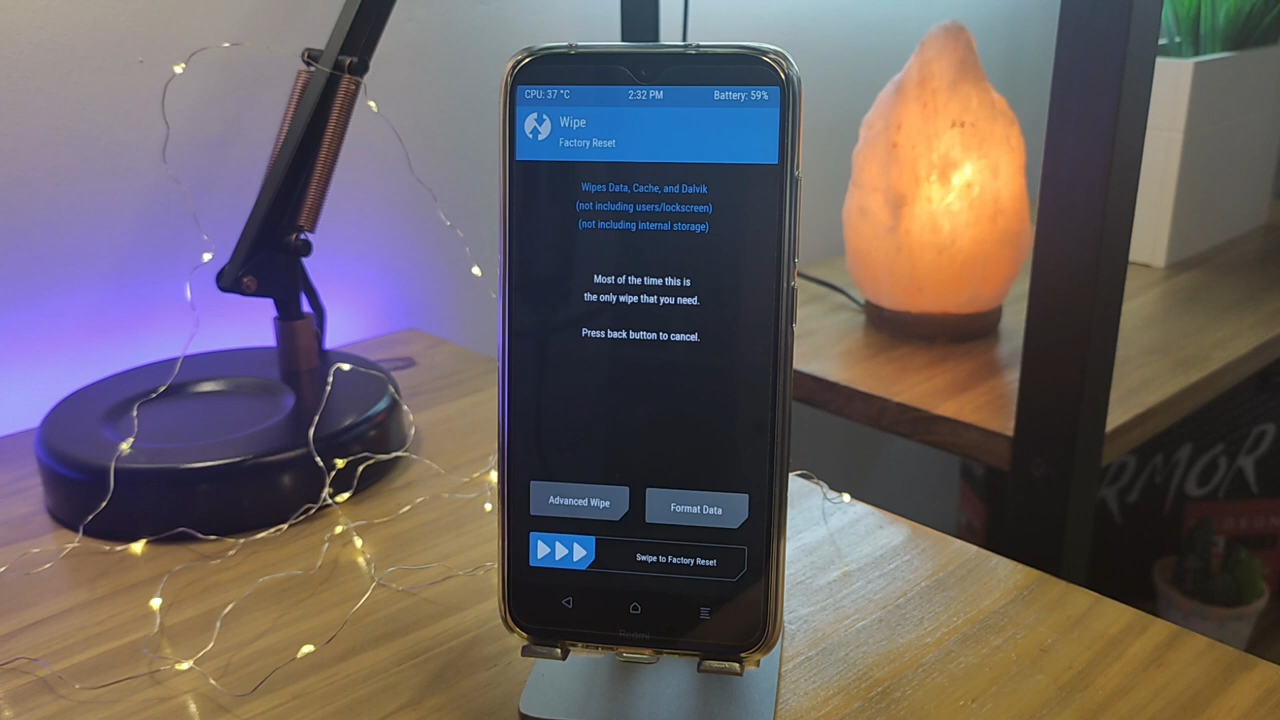 CPU: 37 °C 2:32 PM Battery: 59%
Wipe
Factory Reset
Wipes Data, Cache, and Dalvik
(not including users/lockscreen)
(not including internal storage)
Most of the time this is
the only wipe that you need.
Press back button to cancel.
Advanced Wipe Format Data
Swipe to Factory Reset
Redmi
RMOR